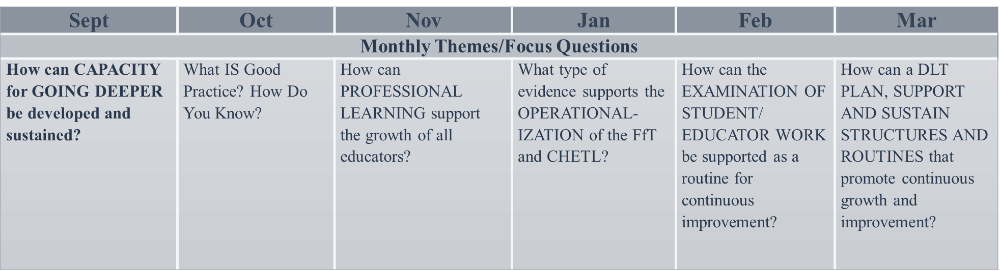 Sept
Oct
Nov
Jan
Feb
Mar
Monthly Themes/Focus Questions
How can CAPACITY
for GOING DEEPER
be developed and
sustained?
What IS Good
Practice? How Do
You Know?
How can
PROFESSIONAL
LEARNING support
the growth of all
educators?
What type of
evidence supports the
OPERATIONAL-
IZATION of the FfT
and CHETL?
How can the
EXAMINATION OF
STUDENT/
EDUCATOR WORK
be supported as a
routine for
continuous
improvement?
How can a DLT
PLAN, SUPPORT
AND SUSTAIN
STRUCTURES AND
ROUTINES that
promote continuous
growth and
improvement?